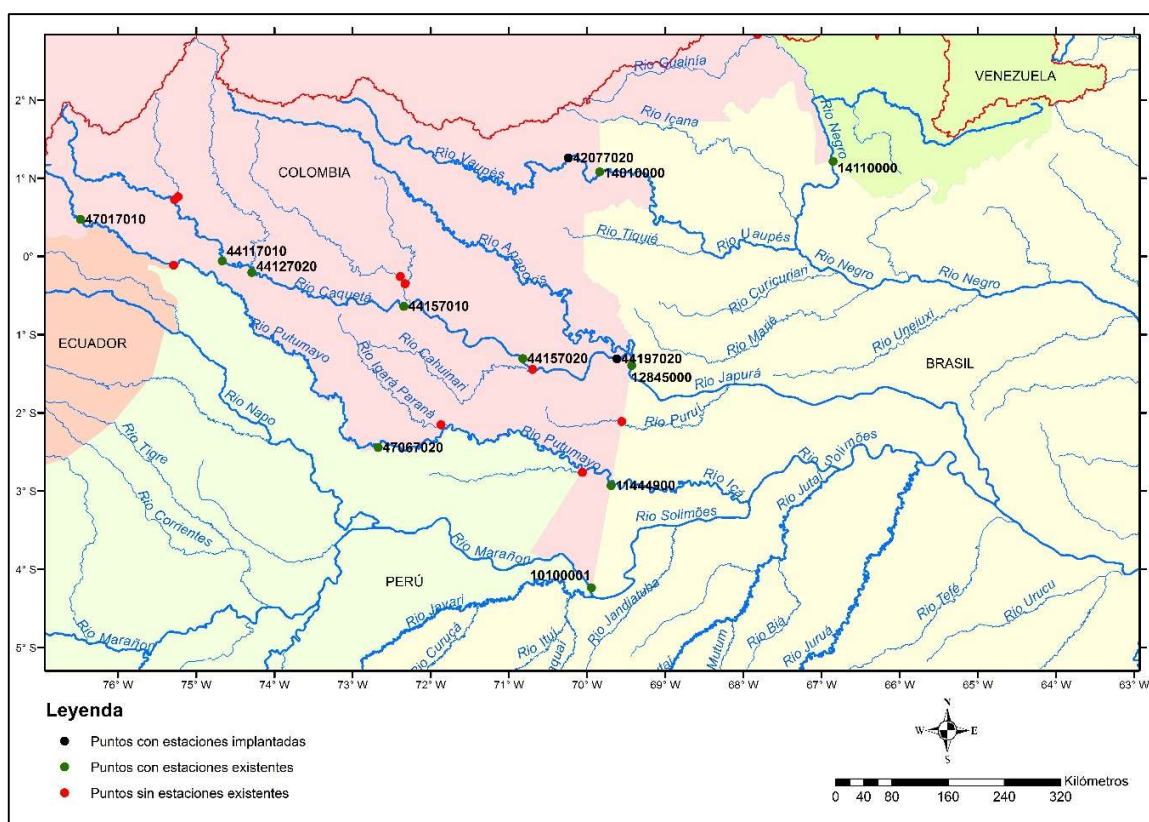 Rio Guainía
VENEZUELA
2° N
Rio Içana
Rio Negro
Rio Vaupés
42077020
14010000
14110000
COLOMBIA
1° N
47017010
Rio Tiquié
Rio Uaupés
0°
44117010
44127020
Rio Apaporis
Rio Negro
Rio Negro
Rio Caquetá
44157010
Rio Curicuriari
1° S
Rio Putumayo
Rio Marié
Rio Uneiuxi
ECUADOR
Rio Cahuinari
44157020
44197020
12845000
BRASIL
Rio Igará Paraná
Rio Japurá
Rio Napo
2° S
Rio Puruí
47067020
Rio Putumayo
Rio Tigre
Rio Solimões
Rio Jutaí
3° S
11444900
Rio Içá
Rio Corrientes
Rio Solimões
Rio Marañon
4° S
PERÚ
10100001
Rio Javari
Rio Jandiatuba
Rio Tefé
Rio Urucu
Rio Curuçá
Rio Ituí
Rio Biá
Rio Juruá
Mutum
Rio Marañon
5° S
76° W 75° W 74° W 73° W 72° W 71° W 70° W 69° W 68° W 67° W 66° W 65° W 64° W 63° W
Leyenda
Puntos con estaciones implantadas
Puntos con estaciones existentes
Puntos sin estaciones existentes
N
W E
S
Kilómetros
0 40 80 160 240 320